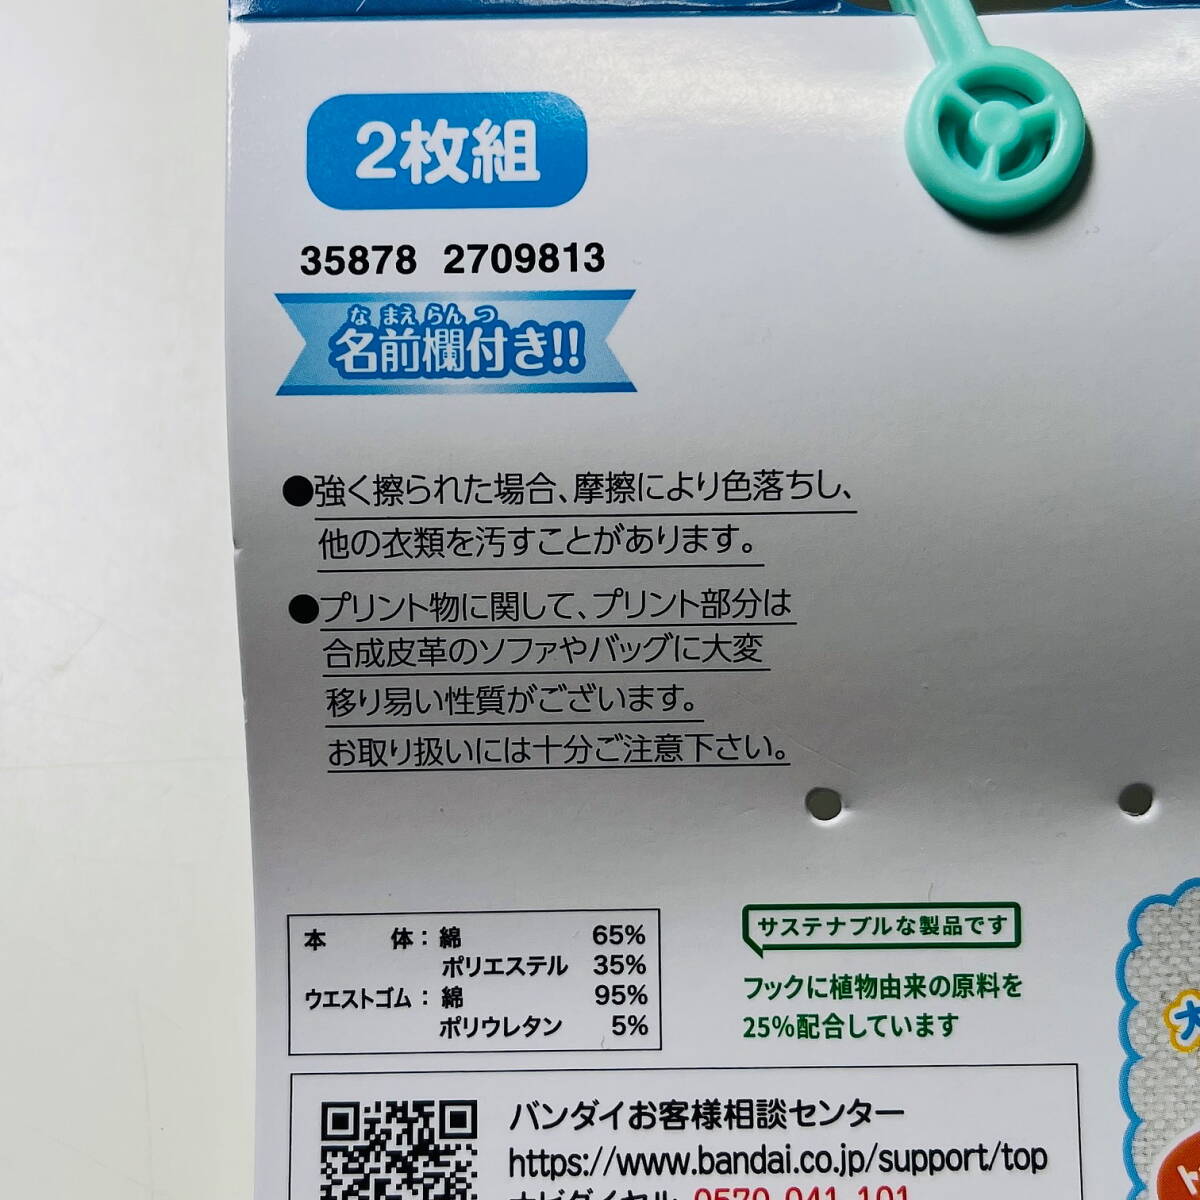 2枚組
35878 2709813
な まえ らん つ
名前欄付き!!
●強く擦られた場合、摩擦により色落ちし、
他の衣類を汚すことがあります。
●プリント物に関して、プリント部分は
合成皮革のソファやバッグに大変
移り易い性質がございます。
お取り扱いには十分ご注意下さい。
本 体：綿 65%
ポリエステル 35%
ウエストゴム：綿 95%
ポリウレタン 5%
サステナブルな製品です
フックに植物由来の原料を
25%配合しています
バンダイお客様相談センター
https://www.bandai.co.jp/support/top
ナビダイヤル 0570-041-101